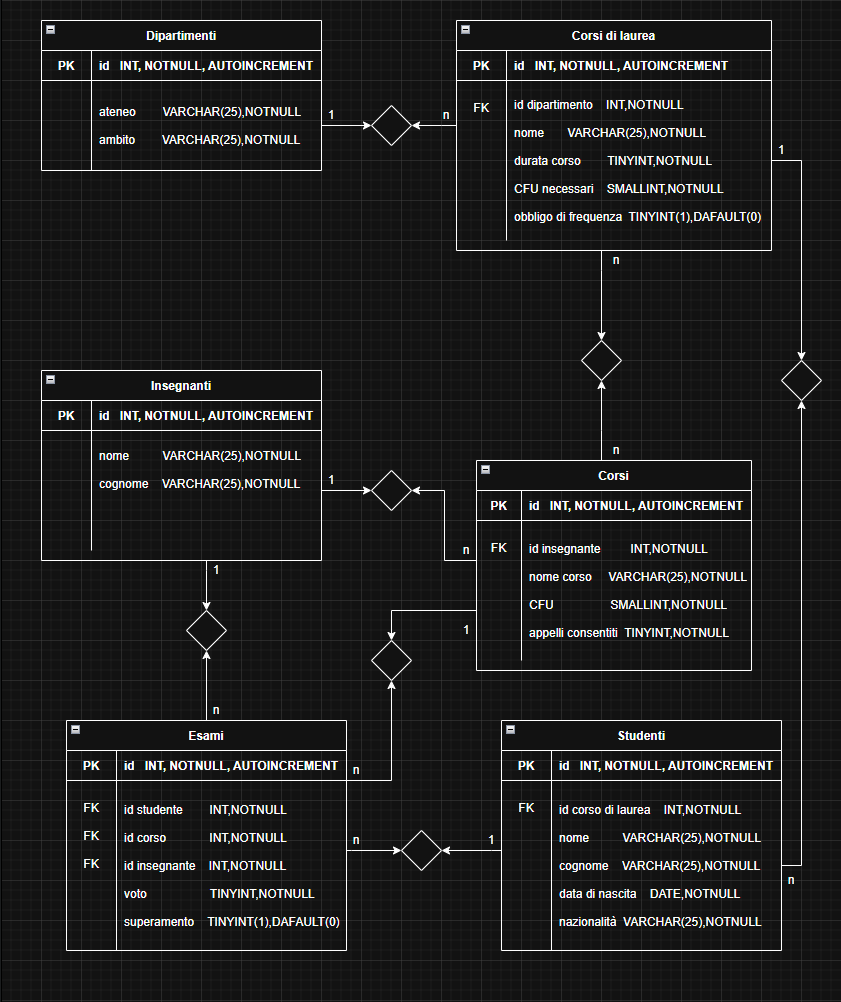 Dipartimenti
PK id INT, NOTNULL, AUTOINCREMENT
ateneo VARCHAR(25),NOTNULL
ambito VARCHAR(25),NOTNULL
1
n
Corsi di laurea
PK id INT, NOTNULL, AUTOINCREMENT
FK id dipartimento INT,NOTNULL
nome VARCHAR(25),NOTNULL
durata corso TINYINT,NOTNULL
CFU necessari SMALLINT,NOTNULL
obbligo di frequenza TINYINT(1),DAFAULT(0)
1
n
n
Insegnanti
PK id INT, NOTNULL, AUTOINCREMENT
nome VARCHAR(25),NOTNULL
cognome VARCHAR(25),NOTNULL
1
n
1
n
Corsi
PK id INT, NOTNULL, AUTOINCREMENT
FK id insegnante INT,NOTNULL
nome corso VARCHAR(25),NOTNULL
CFU SMALLINT,NOTNULL
appelli consentiti TINYINT,NOTNULL
1
n
Esami
PK id INT, NOTNULL, AUTOINCREMENT
FK id studente INT,NOTNULL
FK id corso INT,NOTNULL
FK id insegnante INT,NOTNULL
voto TINYINT,NOTNULL
superamento TINYINT(1),DAFAULT(0)
n
1
Studenti
PK id INT, NOTNULL, AUTOINCREMENT
FK id corso di laurea INT,NOTNULL
nome VARCHAR(25),NOTNULL
cognome VARCHAR(25),NOTNULL
data di nascita DATE,NOTNULL
nazionalità VARCHAR(25),NOTNULL
n